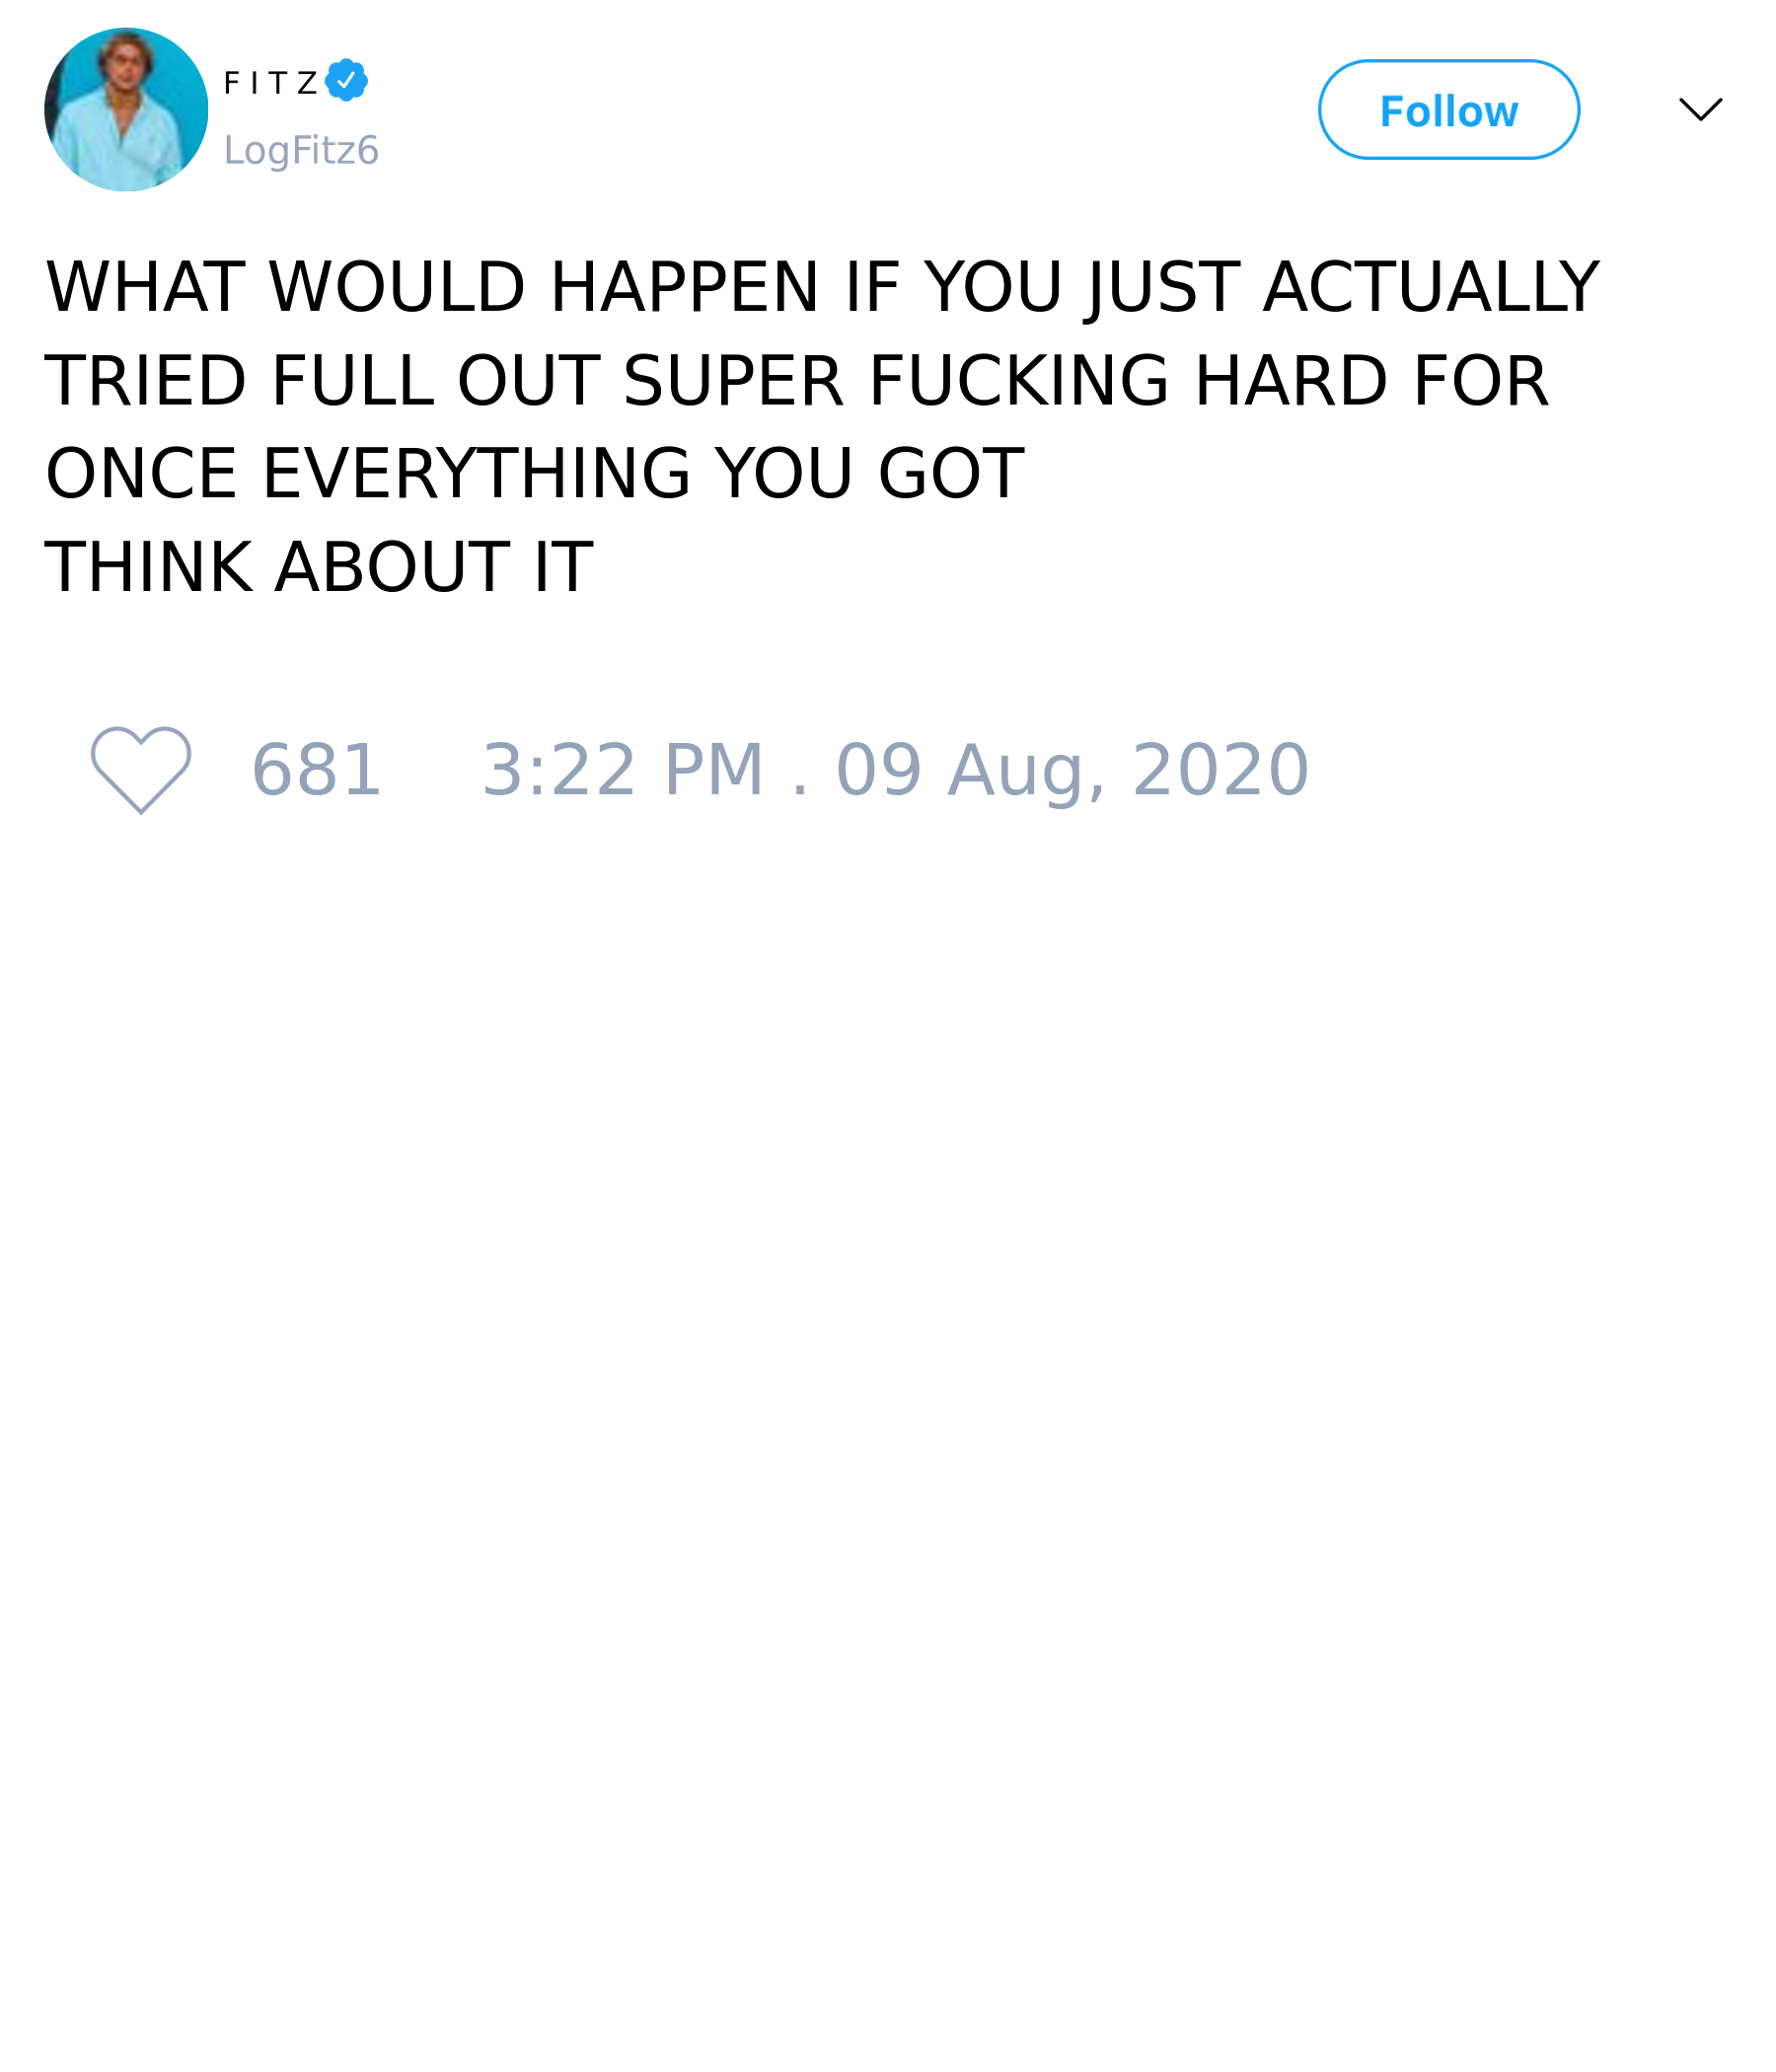 F I T Z
LogFitz6
Follow
WHAT WOULD HAPPEN IF YOU JUST ACTUALLY
TRIED FULL OUT SUPER FUCKING HARD FOR
ONCE EVERYTHING YOU GOT
THINK ABOUT IT
681 3:22 PM . 09 Aug, 2020